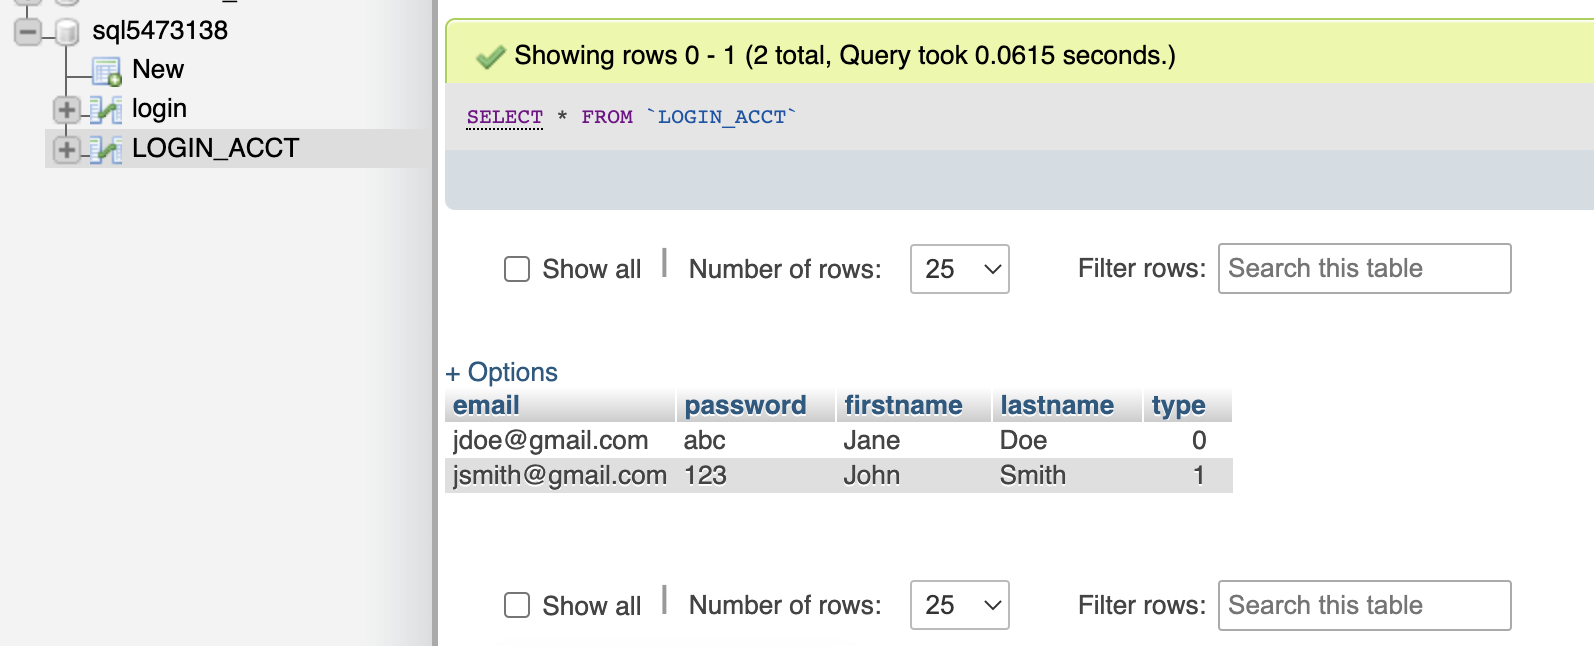 sql5473138
New
login
LOGIN_ACCT
Showing rows 0 - 1 (2 total, Query took 0.0615 seconds.)
SELECT * FROM `LOGIN_ACCT`
Show all | Number of rows: 25 Filter rows: Search this table
+ Options
email password firstname lastname type
jdoe@gmail.com abc Jane Doe 0
jsmith@gmail.com 123 John Smith 1
Show all | Number of rows: 25 Filter rows: Search this table